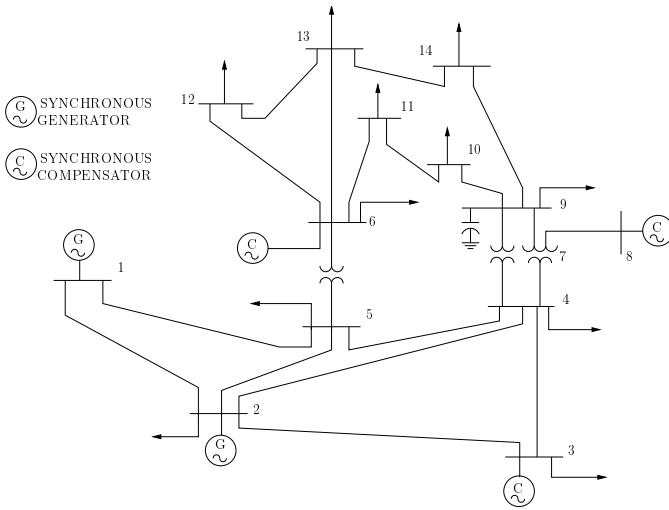 13
14
12
G SYNCHRONOUS
GENERATOR
11
C SYNCHRONOUS
COMPENSATOR
10
9
6
C
C
G
7
8
1
5
4
2
G
3
C